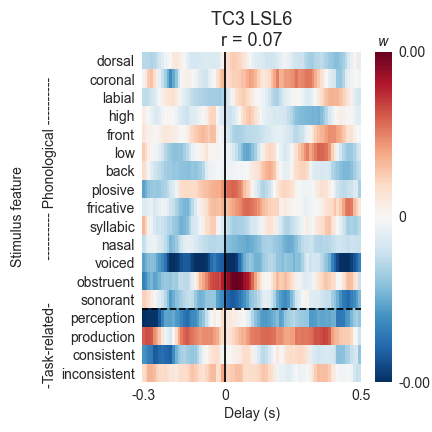 TC3 LSL6
r = 0.07
w
0.00
0
-0.00
dorsal
coronal
labial
high
front
low
back
plosive
fricative
syllabic
nasal
voiced
obstruent
sonorant
perception
production
consistent
inconsistent
Stimulus feature
-Task-related- ----------- Phonological ----------
-0.3 0 0.5
Delay (s)